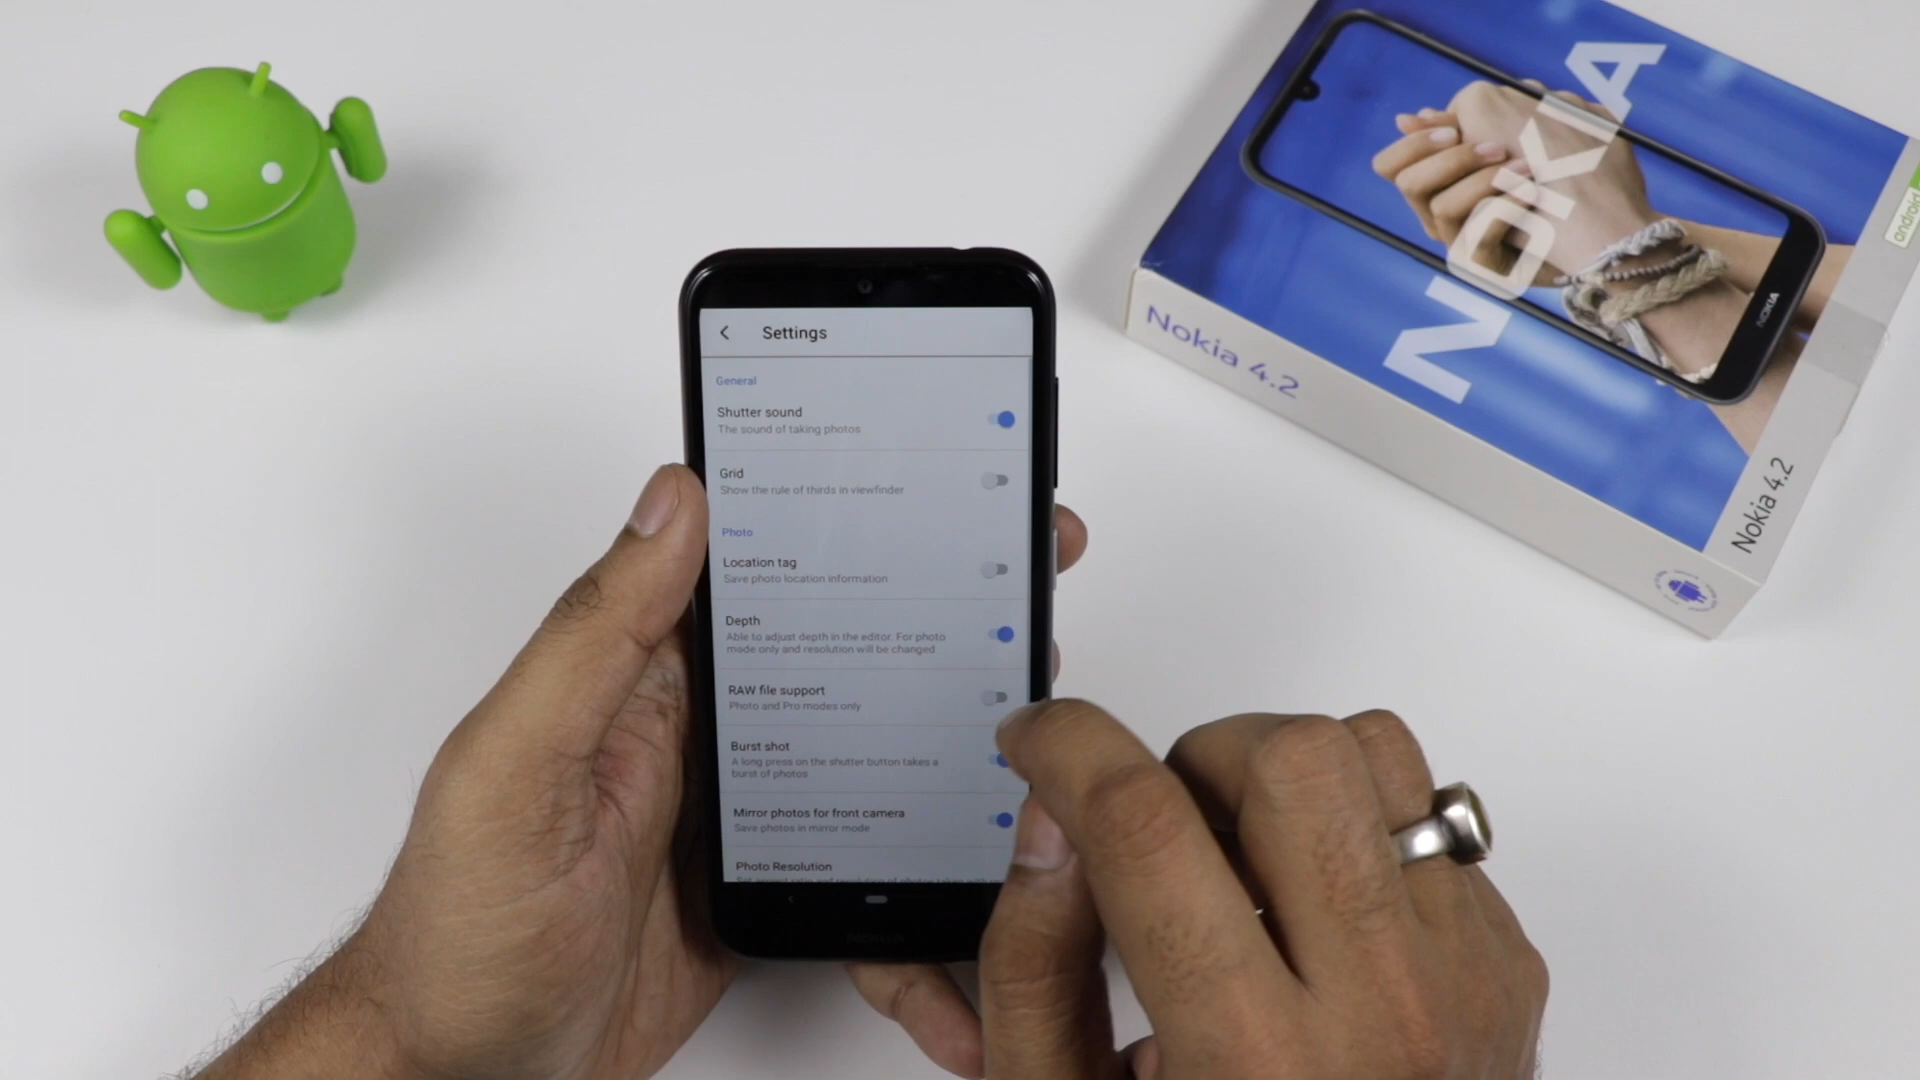 Settings
General
Shutter sound
The sound of taking photos
Grid
Show the rule of thirds in viewfinder
Photo
Location tag
Save photo location information
Depth
Able to adjust depth in the editor. For photo
mode only and resolution will be changed
RAW file support
Photo and Pro modes only
Burst shot
A long press on the shutter button takes a
burst of photos
Mirror photos for front camera
Save photos in mirror mode
Photo Resolution
NOKIA
NOKIA
Nokia 4.2
Nokia 4.2
android